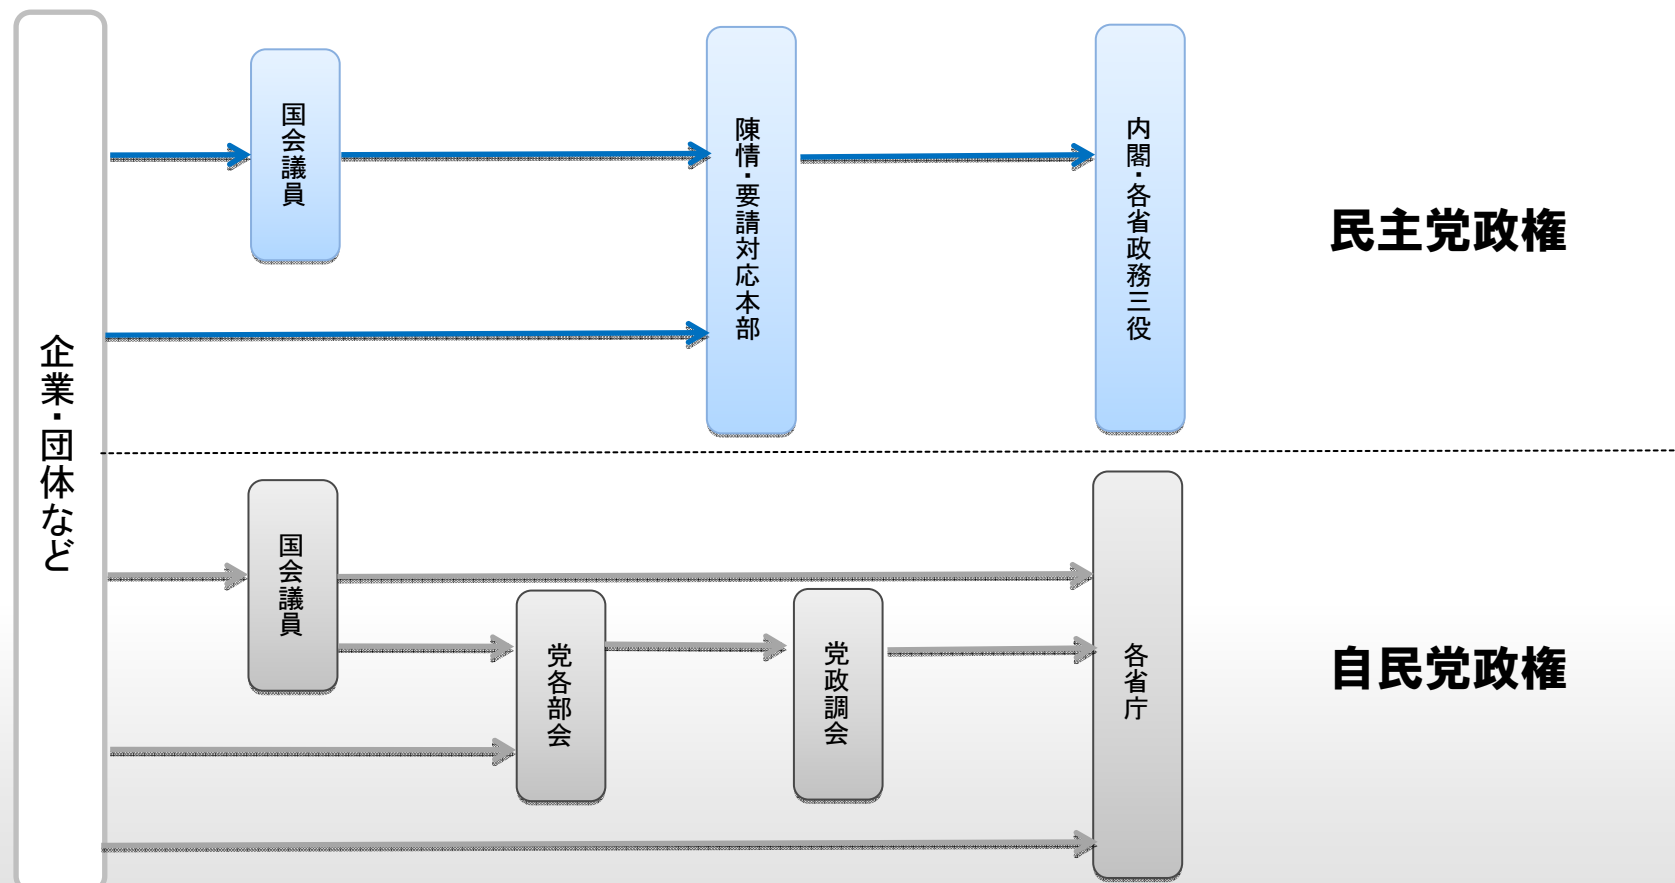 企業・団体など
国会議員
陳情・要請対応本部
内閣・各省政務三役
民主党政権
国会議員
党各部会
党政調会
各省庁
自民党政権